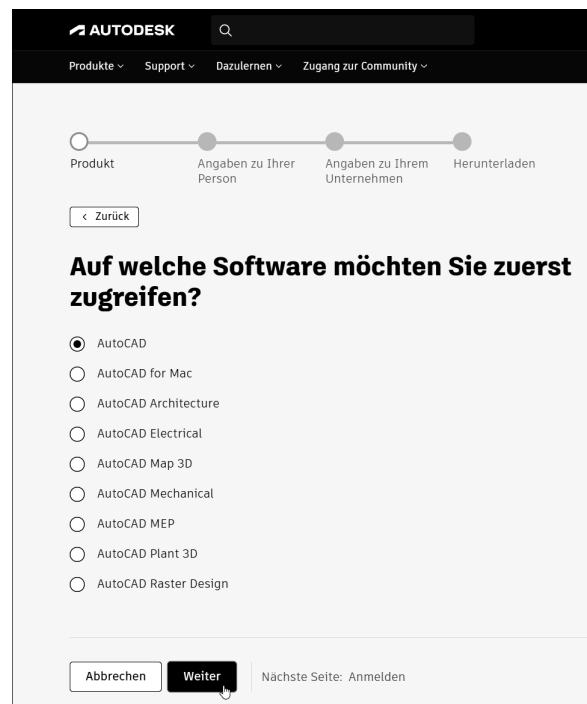 AUTODESK
Produkte Support Dazulernen Zugang zur Community
Produkt
Angaben zu Ihrer
Person
Angaben zu Ihrem
Unternehmen
Herunterladen
< Zurück
Auf welche Software möchten Sie zuerst
zugreifen?
AutoCAD
AutoCAD for Mac
AutoCAD Architecture
AutoCAD Electrical
AutoCAD Map 3D
AutoCAD Mechanical
AutoCAD MEP
AutoCAD Plant 3D
AutoCAD Raster Design
Abbrechen Weiter Nächste Seite: Anmelden